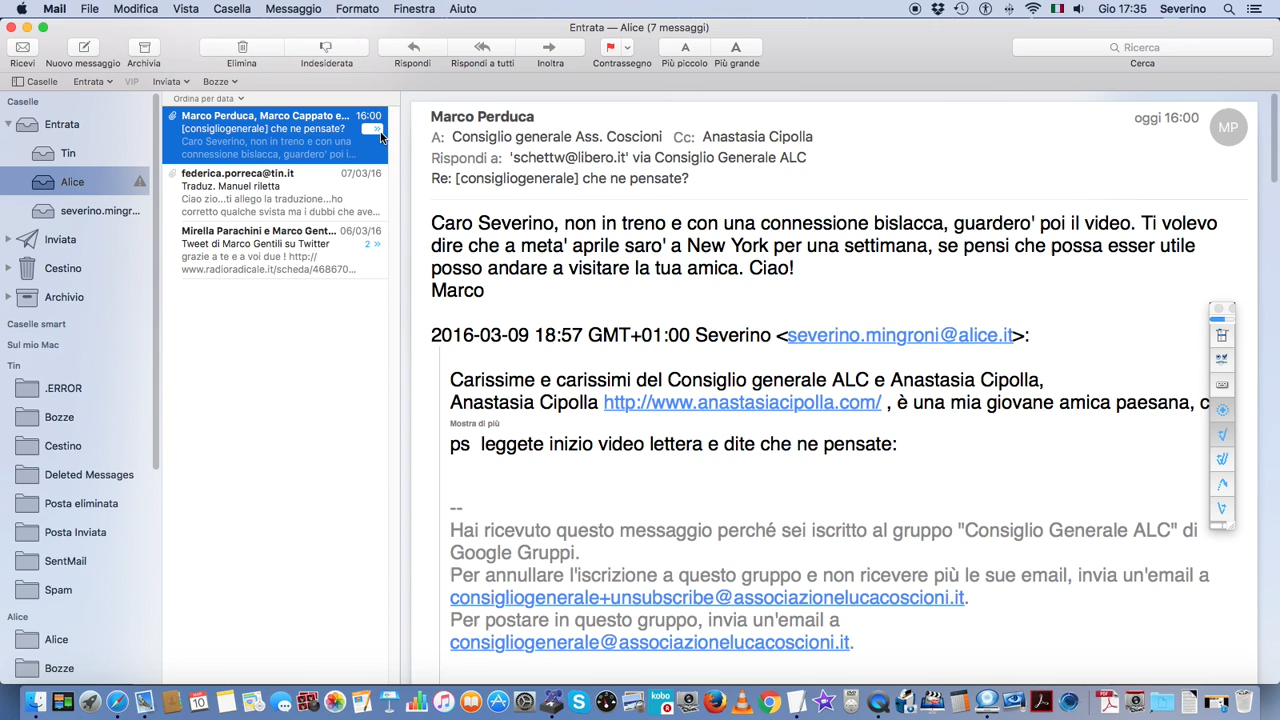 Mail File Modifica Vista Casella Messaggio Formato Finestra Aiuto Gio 17:35 Severino
Entrata — Alice (7 messaggi)
Ricevi Nuovo messaggio Archivia Elimina Indesiderata Rispondi Rispondi a tutti Inoltra Contrassegno Più piccolo Più grande Cerca
Ricerca
Caselle Entrata VIP Inviata Bozze
Caselle
Entrata
Tin
Alice
severino.mingr...
Inviata
Cestino
Archivio
Caselle smart
Sul mio Mac
Tin
.ERROR
Bozze
Cestino
Deleted Messages
Posta eliminata
Posta Inviata
SentMail
Spam
Alice
Alice
Bozze
Ordina per data
Marco Perduca, Marco Cappato e... 16:00
[consigliogenerale] che ne pensate? »
Caro Severino, non in treno e con una
connessione bislacca, guardero' poi i...
federica.porreca@tin.it 07/03/16
Traduz. Manuel riletta
Ciao zio...ti allego la traduzione...ho
corretto qualche svista ma i dubbi che ave...
Mirella Parachini e Marco Gent... 06/03/16
Tweet di Marco Gentili su Twitter 2 »
grazie a te e a voi due ! http://
www.radioradicale.it/scheda/468670...
Marco Perduca oggi 16:00
MP
A: Consiglio generale Ass. Coscioni Cc: Anastasia Cipolla
Rispondi a: 'schettw@libero.it' via Consiglio Generale ALC
Re: [consigliogenerale] che ne pensate?
Caro Severino, non in treno e con una connessione bislacca, guardero' poi il video. Ti volevo
dire che a meta' aprile saro' a New York per una settimana, se pensi che possa esser utile
posso andare a visitare la tua amica. Ciao!
Marco
2016-03-09 18:57 GMT+01:00 Severino <severino.mingroni@alice.it>:
Carissime e carissimi del Consiglio generale ALC e Anastasia Cipolla,
Anastasia Cipolla http://www.anastasiacipolla.com/ , è una mia giovane amica paesana, c
Mostra di più
ps leggete inizio video lettera e dite che ne pensate:
--
Hai ricevuto questo messaggio perché sei iscritto al gruppo "Consiglio Generale ALC" di
Google Gruppi.
Per annullare l'iscrizione a questo gruppo e non ricevere più le sue email, invia un'email a
consigliogenerale+unsubscribe@associazionelucacoscioni.it.
Per postare in questo gruppo, invia un'email a
consigliogenerale@associazionelucacoscioni.it.
10
kobo